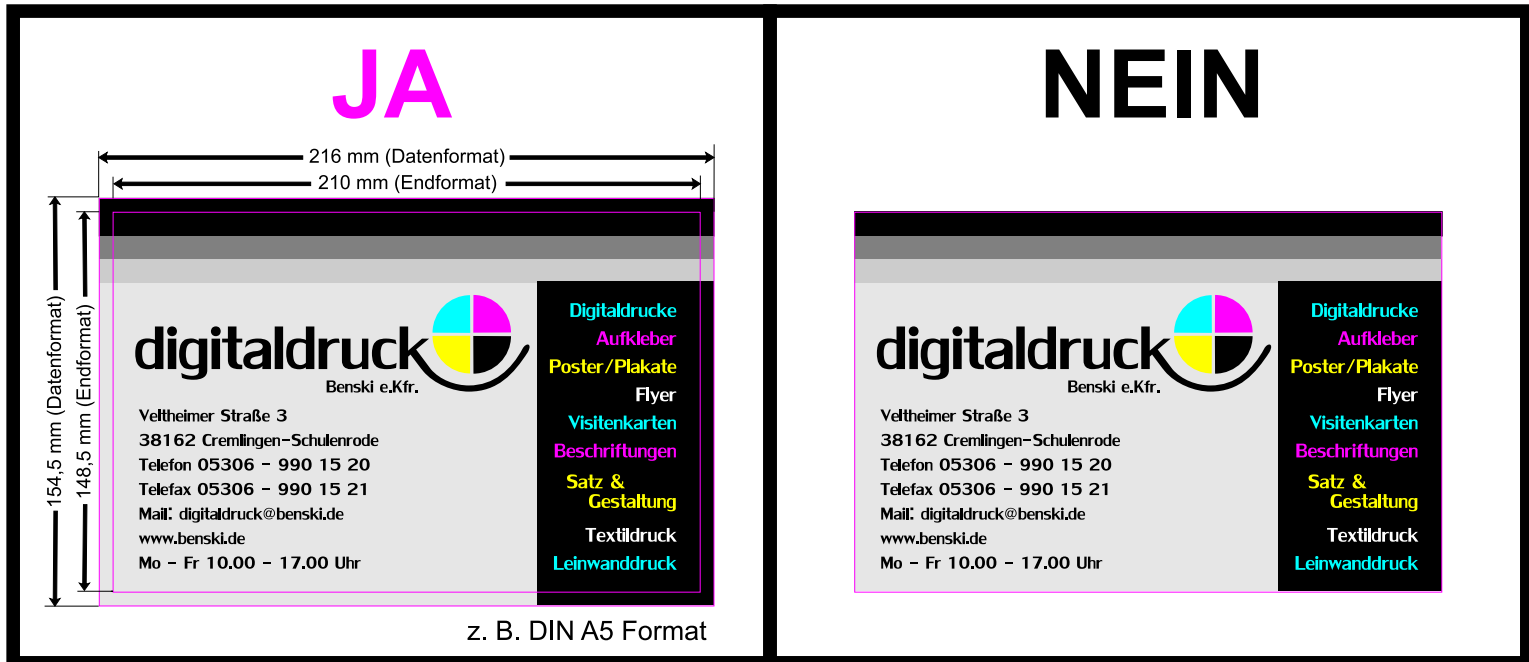 JA
216 mm (Datenformat)
210 mm (Endformat)
154,5 mm (Datenformat)
148,5 mm (Endformat)
digitaldruck
Benski e.Kfr.
Veltheimer Straße 3
38162 Cremlingen-Schulenrode
Telefon 05306 - 990 15 20
Telefax 05306 - 990 15 21
Mail: digitaldruck@benski.de
www.benski.de
Mo - Fr 10.00 - 17.00 Uhr
Digitaldrucke
Aufkleber
Poster/Plakate
Flyer
Visitenkarten
Beschriftungen
Satz &
Gestaltung
Textildruck
Leinwanddruck
z. B. DIN A5 Format
NEIN
digitaldruck
Benski e.Kfr.
Veltheimer Straße 3
38162 Cremlingen-Schulenrode
Telefon 05306 - 990 15 20
Telefax 05306 - 990 15 21
Mail: digitaldruck@benski.de
www.benski.de
Mo - Fr 10.00 - 17.00 Uhr
Digitaldrucke
Aufkleber
Poster/Plakate
Flyer
Visitenkarten
Beschriftungen
Satz &
Gestaltung
Textildruck
Leinwanddruck